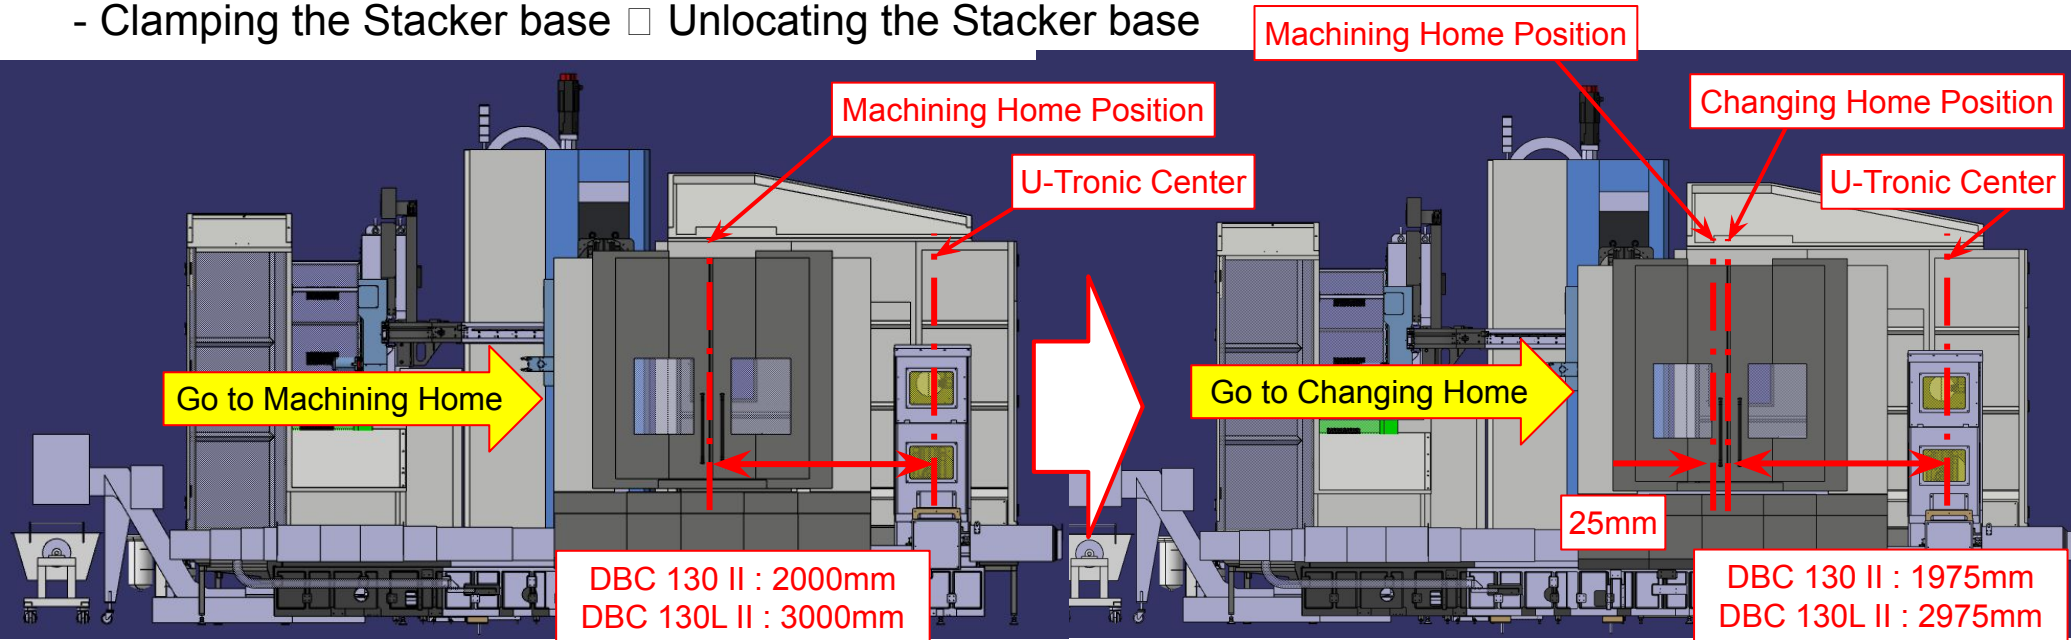 - Clamping the Stacker base □ Unlocating the Stacker base
Machining Home Position
U-Tronic Center
Go to Machining Home
DBC 130 II : 2000mm
DBC 130L II : 3000mm
Machining Home Position
Changing Home Position
U-Tronic Center
Go to Changing Home
25mm
DBC 130 II : 1975mm
DBC 130L II : 2975mm